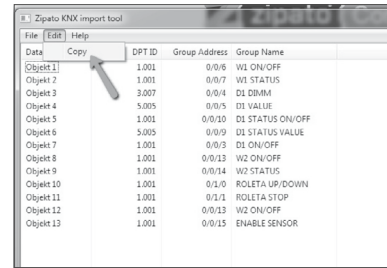 zipato Co
Zipato KNX import tool
File Edit Help
Data DPT ID Group Address Group Name
Copy
Objekt 1 1.001 0/0/6 W1 ON/OFF
Objekt 2 1.001 0/0/7 W1 STATUS
Objekt 3 3.007 0/0/4 D1 DIMM
Objekt 4 5.005 0/0/5 D1 VALUE
Objekt 5 1.001 0/0/10 D1 STATUS ON/OFF
Objekt 6 5.005 0/0/9 D1 STATUS VALUE
Objekt 7 1.001 0/0/3 D1 ON/OFF
Objekt 8 1.001 0/0/13 W2 ON/OFF
Objekt 9 1.001 0/0/14 W2 STATUS
Objekt 10 1.001 0/1/0 ROLETA UP/DOWN
Objekt 11 1.001 0/1/1 ROLETA STOP
Objekt 12 1.001 0/0/13 W2 ON/OFF
Objekt 13 1.001 0/0/15 ENABLE SENSOR